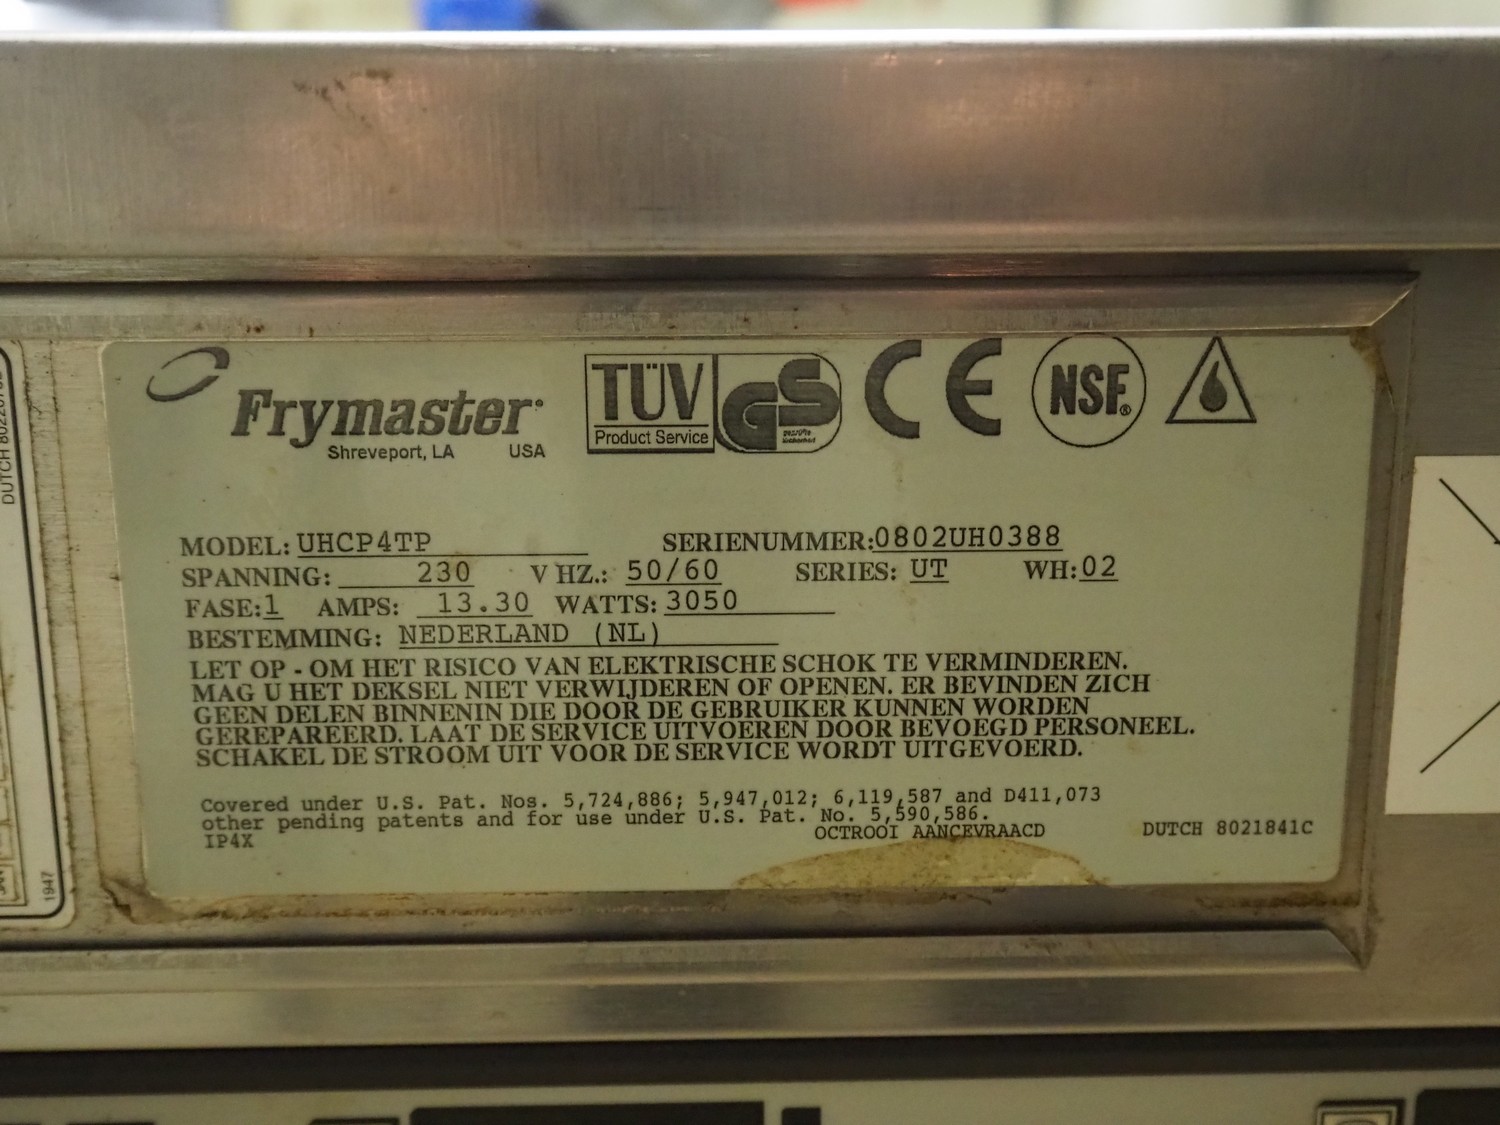 Frymaster
Shreveport, LA USA
TÜV
Product Service
GS
geprüfte
Sicherheit
CE
NSF®
MODEL: UHCP4TP SERIENUMMER: 0802UH0388
SPANNING: 230 V HZ.: 50/60 SERIES: UT WH: 02
FASE: 1 AMPS: 13.30 WATTS: 3050
BESTEMMING: NEDERLAND (NL)
LET OP - OM HET RISICO VAN ELEKTRISCHE SCHOK TE VERMINDEREN.
MAG U HET DEKSEL NIET VERWIJDEREN OF OPENEN. ER BEVINDEN ZICH
GEEN DELEN BINNENIN DIE DOOR DE GEBRUIKER KUNNEN WORDEN
GEREPAREERD. LAAT DE SERVICE UITVOEREN DOOR BEVOEGD PERSONEEL.
SCHAKEL DE STROOM UIT VOOR DE SERVICE WORDT UITGEVOERD.
Covered under U.S. Pat. Nos. 5,724,886; 5,947,012; 6,119,587 and D411,073
other pending patents and for use under U.S. Pat. No. 5,590,586.
IP4X OCTROOI AANCEVRAACD DUTCH 8021841C
DUTCH
1947